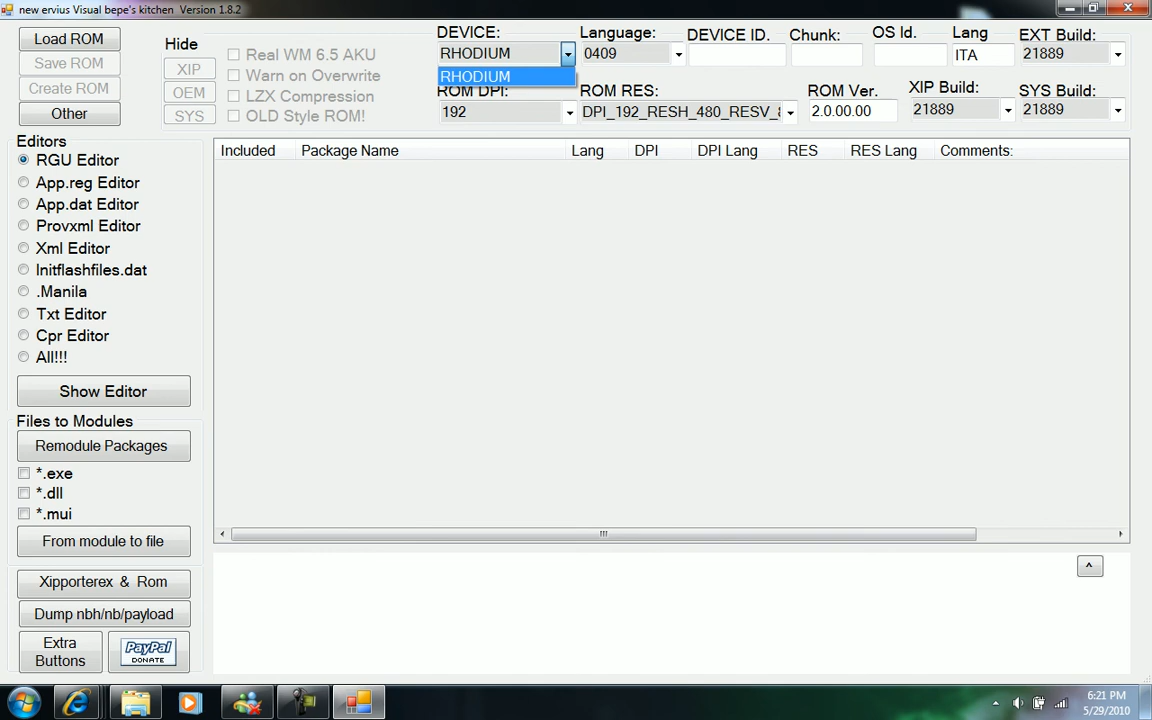 new ervius Visual bepe's kitchen Version 1.8.2
Load ROM
Save ROM
Create ROM
Other
Hide
XIP
OEM
SYS
Real WM 6.5 AKU
Warn on Overwrite
LZX Compression
OLD Style ROM!
DEVICE:
RHODIUM
RHODIUM
Language:
0409
DEVICE ID.
Chunk:
OS Id.
Lang
ITA
EXT Build:
21889
ROM DPI:
192
ROM RES:
DPI_192_RESH_480_RESV_
ROM Ver.
2.0.00.00
XIP Build:
21889
SYS Build:
21889
Editors
RGU Editor
App.reg Editor
App.dat Editor
Provxml Editor
Xml Editor
Initflashfiles.dat
.Manila
Txt Editor
Cpr Editor
All!!!
Show Editor
Files to Modules
Remodule Packages
*.exe
*.dll
*.mui
From module to file
Xipporterex & Rom
Dump nbh/nb/payload
Extra
Buttons
PayPal
DONATE
Included Package Name Lang DPI DPI Lang RES RES Lang Comments:
^
6:21 PM
5/29/2010